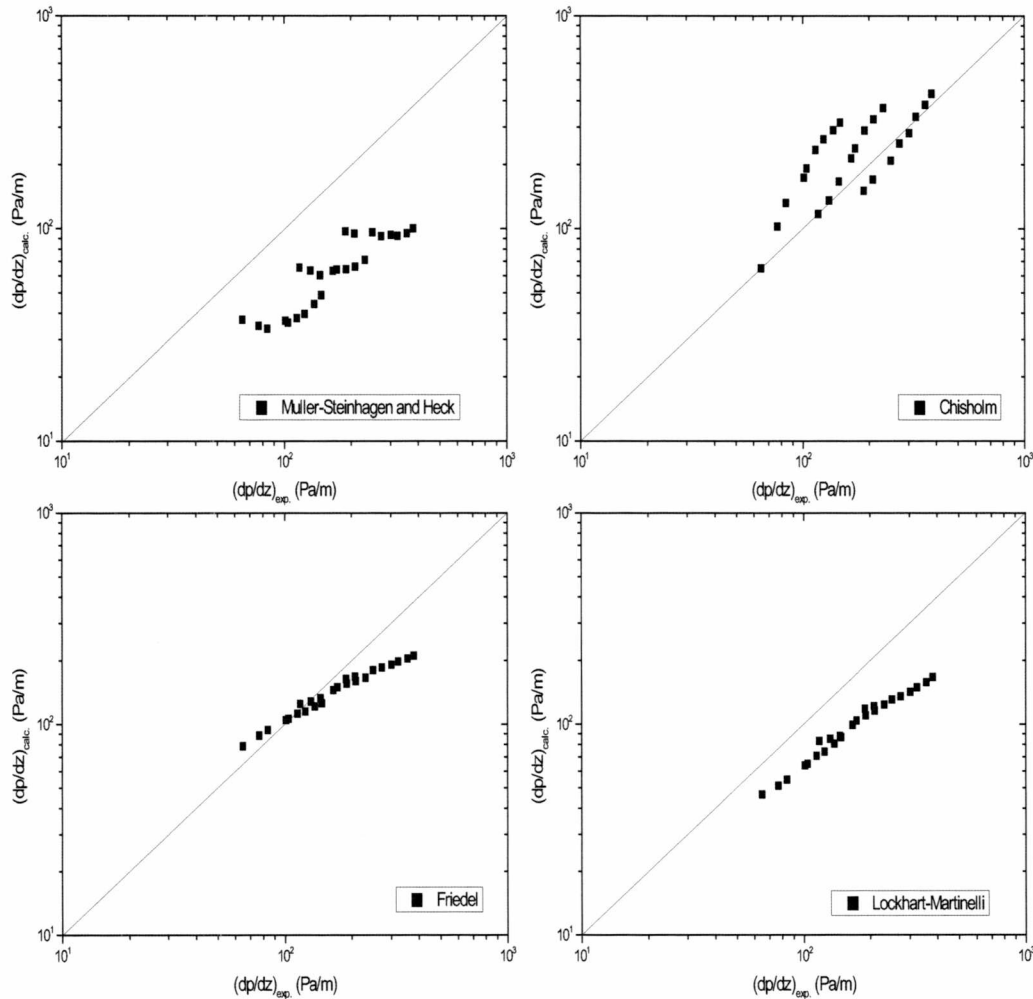 10³
(dp/dz)calc. (Pa/m)
10²
10¹
Muller-Steinhagen and Heck
10¹ 10² 10³
(dp/dz)exp. (Pa/m)
10³
(dp/dz)calc. (Pa/m)
10²
10¹
Chisholm
10¹ 10² 10³
(dp/dz)exp. (Pa/m)
10³
(dp/dz)calc. (Pa/m)
10²
10¹
Friedel
10¹ 10² 10³
(dp/dz)exp. (Pa/m)
10³
(dp/dz)calc. (Pa/m)
10²
10¹
Lockhart-Martinelli
10¹ 10² 10³
(dp/dz)exp. (Pa/m)